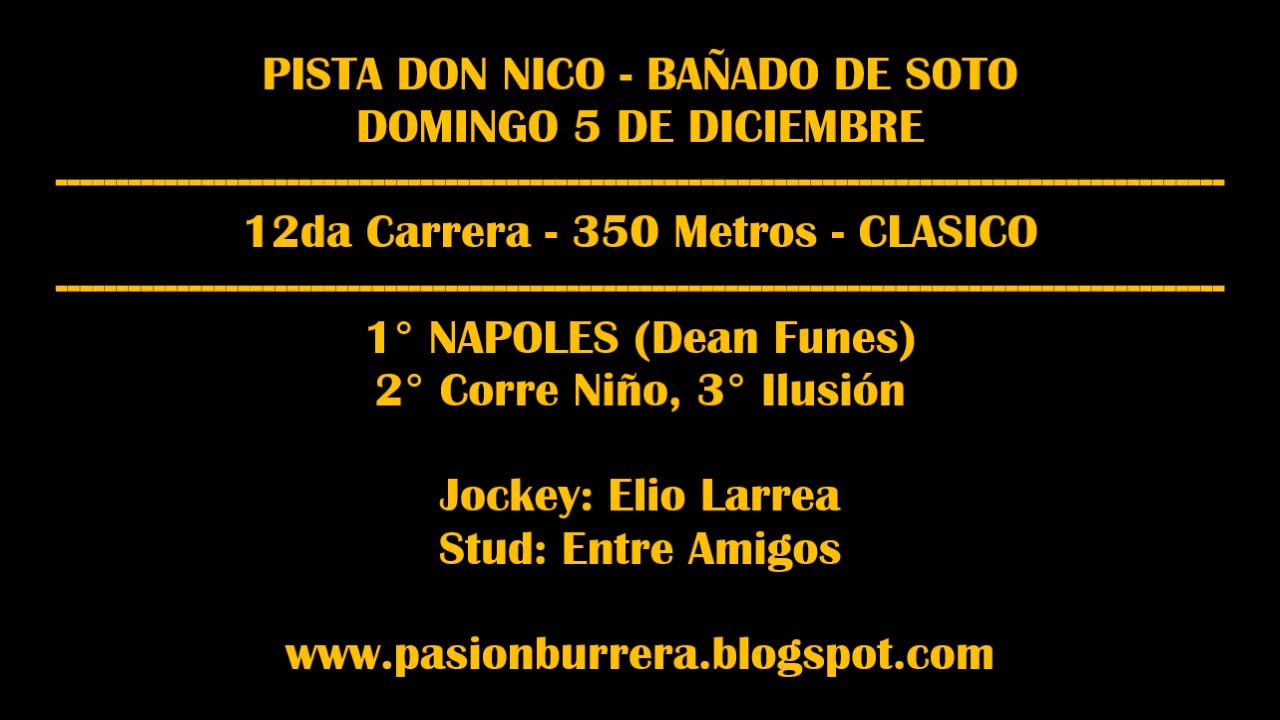 PISTA DON NICO - BAÑADO DE SOTO
DOMINGO 5 DE DICIEMBRE
12da Carrera - 350 Metros - CLASICO
1° NAPOLES (Dean Funes)
2° Corre Niño, 3° Ilusión
Jockey: Elio Larrea
Stud: Entre Amigos
www.pasionburrera.blogspot.com